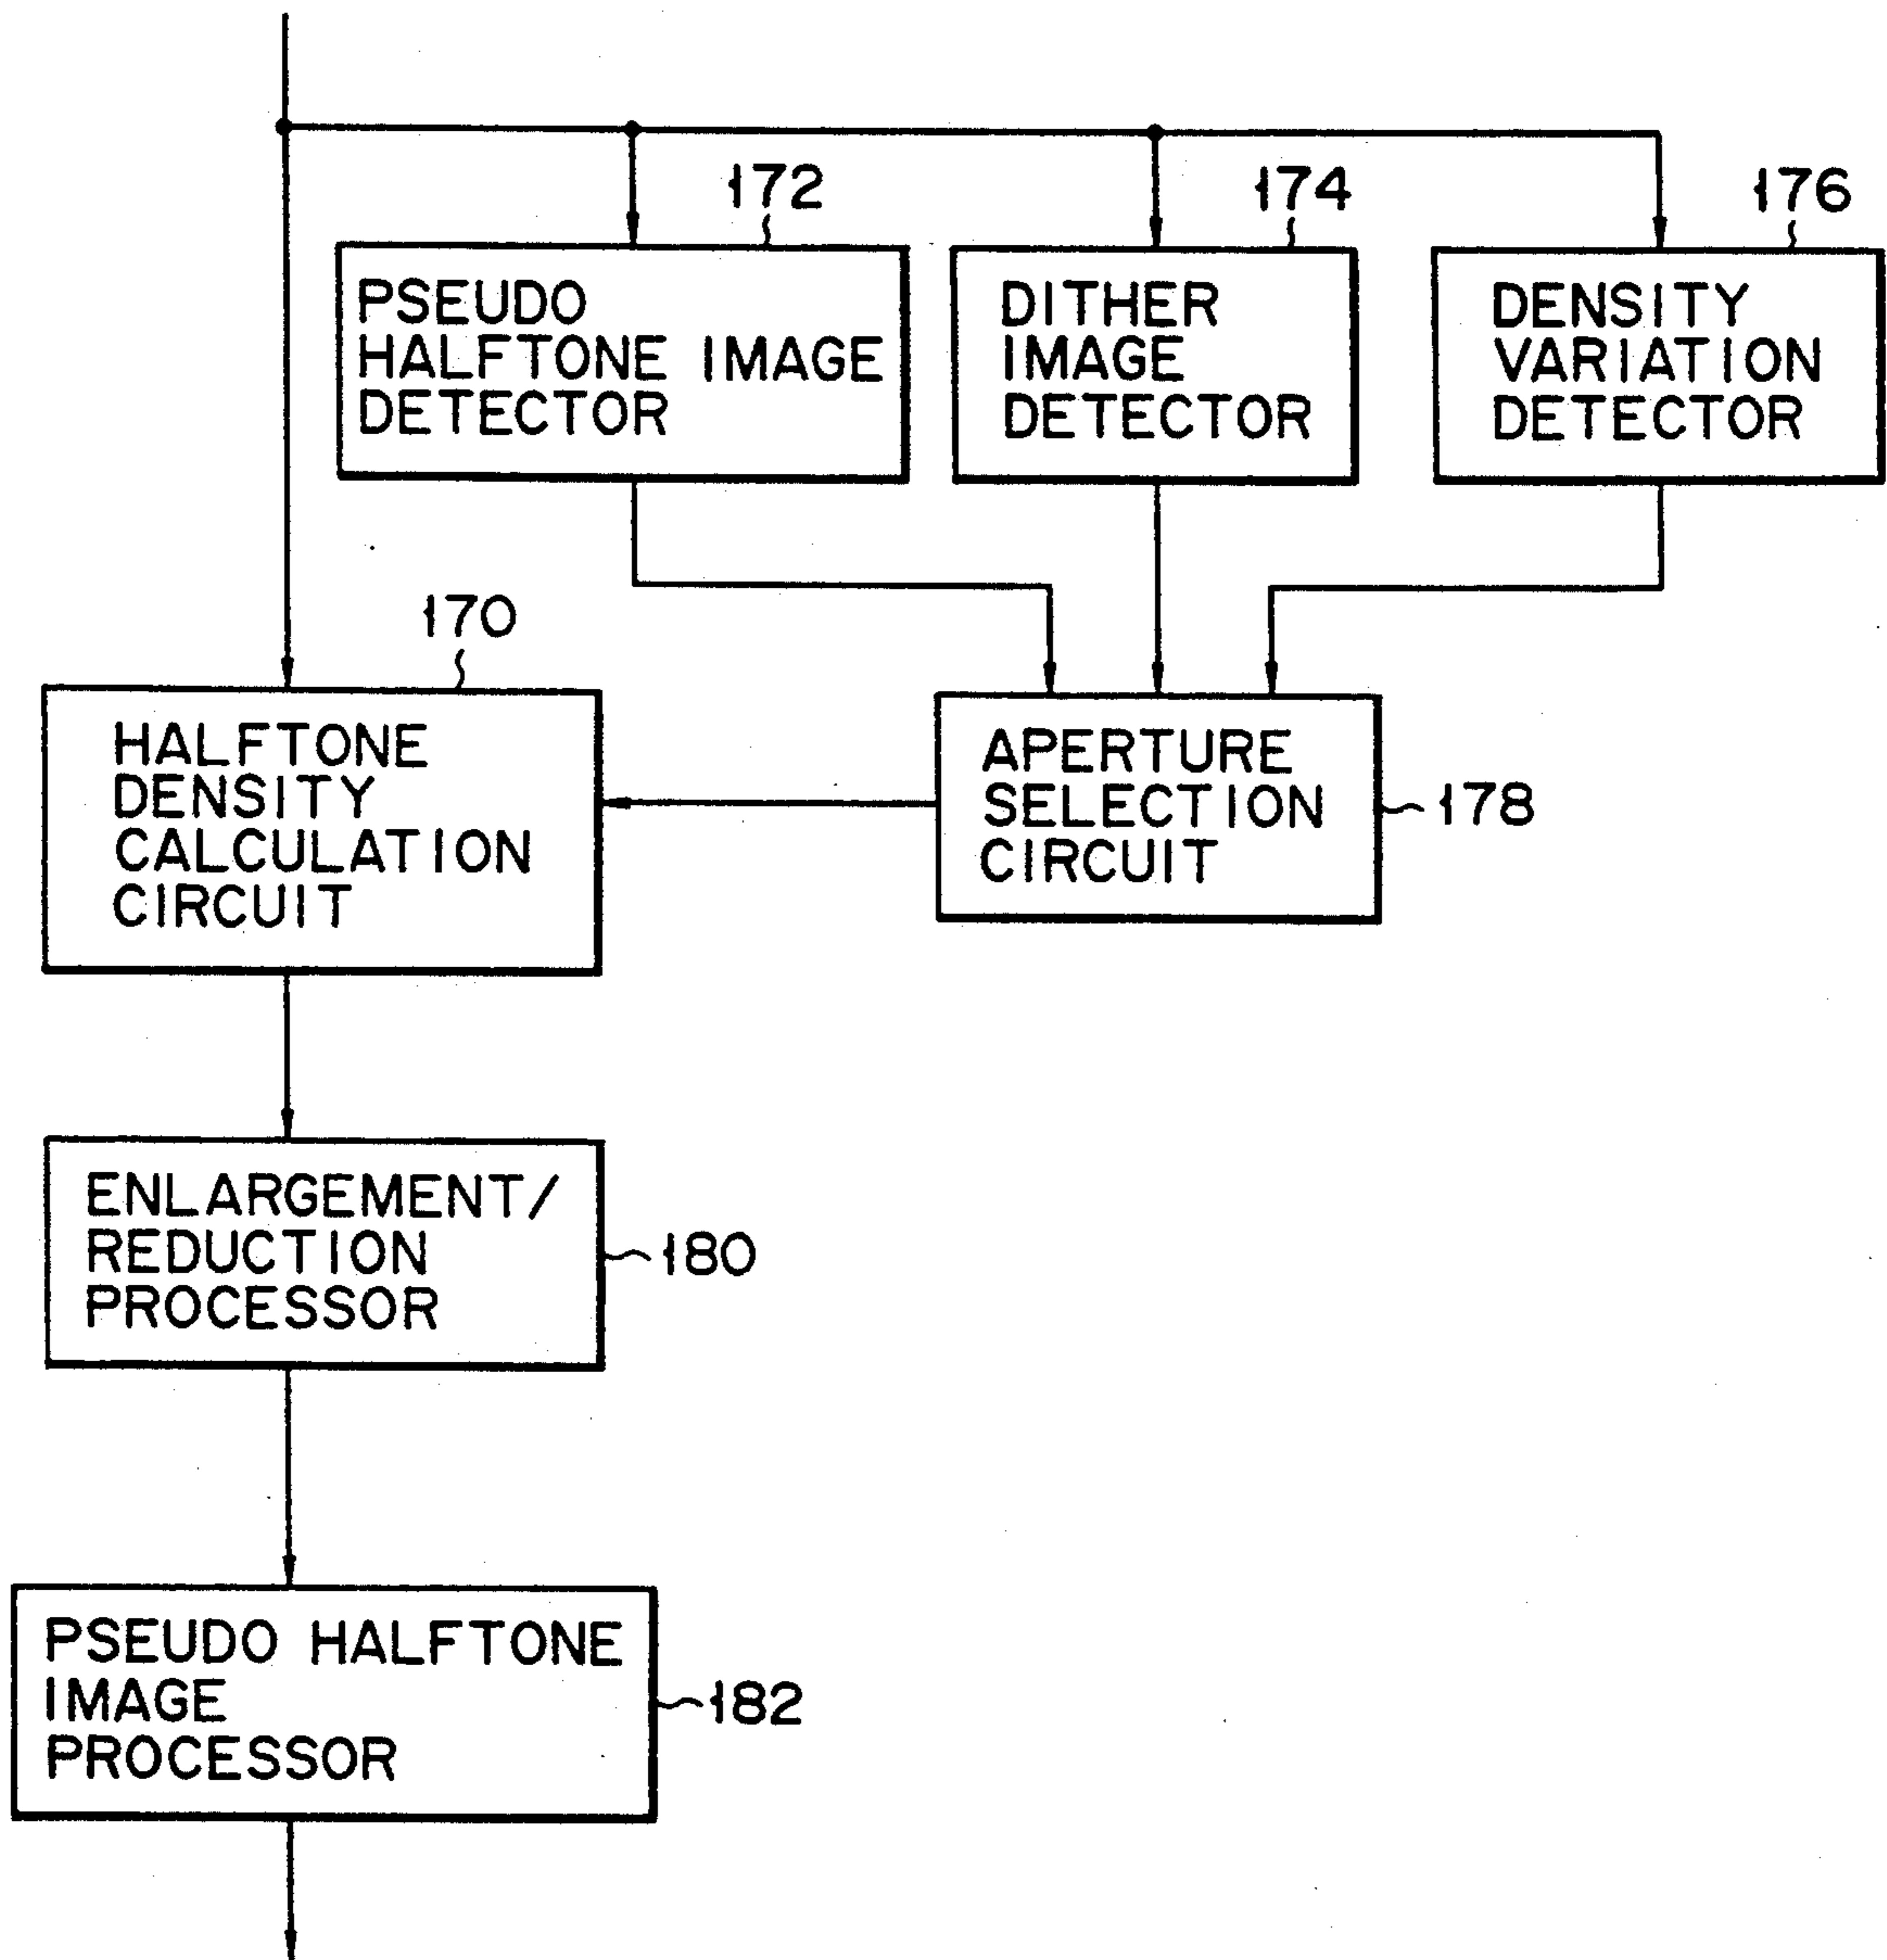 172
174
176
PSEUDO
HALFTONE IMAGE
DETECTOR
DITHER
IMAGE
DETECTOR
DENSITY
VARIATION
DETECTOR
170
HALFTONE
DENSITY
CALCULATION
CIRCUIT
APERTURE
SELECTION
CIRCUIT
178
ENLARGEMENT/
REDUCTION
PROCESSOR
180
PSEUDO HALFTONE
IMAGE
PROCESSOR
182